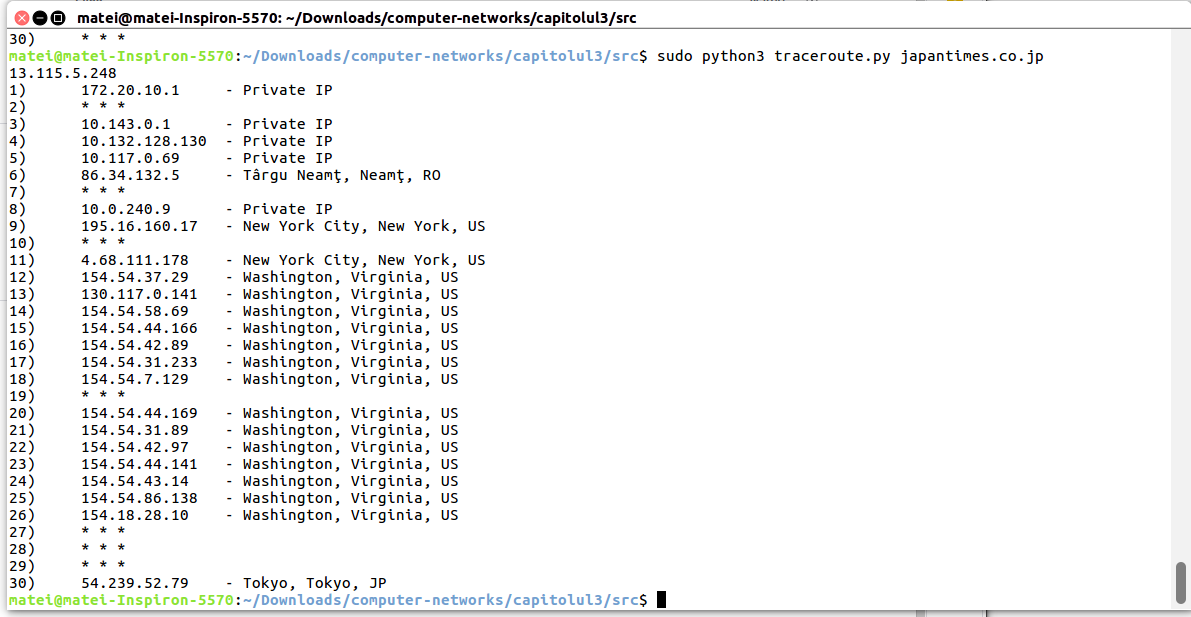 matei@matei-Inspiron-5570: ~/Downloads/computer-networks/capitolul3/src
30)     * * *
matei@matei-Inspiron-5570:~/Downloads/computer-networks/capitolul3/src$ sudo python3 traceroute.py japantimes.co.jp
13.115.5.248
1)      172.20.10.1     - Private IP
2)      * * *
3)      10.143.0.1      - Private IP
4)      10.132.128.130  - Private IP
5)      10.117.0.69     - Private IP
6)      86.34.132.5     - Târgu Neamţ, Neamţ, RO
7)      * * *
8)      10.0.240.9      - Private IP
9)      195.16.160.17   - New York City, New York, US
10)     * * *
11)     4.68.111.178    - New York City, New York, US
12)     154.54.37.29    - Washington, Virginia, US
13)     130.117.0.141   - Washington, Virginia, US
14)     154.54.58.69    - Washington, Virginia, US
15)     154.54.44.166   - Washington, Virginia, US
16)     154.54.42.89    - Washington, Virginia, US
17)     154.54.31.233   - Washington, Virginia, US
18)     154.54.7.129    - Washington, Virginia, US
19)     * * *
20)     154.54.44.169   - Washington, Virginia, US
21)     154.54.31.89    - Washington, Virginia, US
22)     154.54.42.97    - Washington, Virginia, US
23)     154.54.44.141   - Washington, Virginia, US
24)     154.54.43.14    - Washington, Virginia, US
25)     154.54.86.138   - Washington, Virginia, US
26)     154.18.28.10    - Washington, Virginia, US
27)     * * *
28)     * * *
29)     * * *
30)     54.239.52.79    - Tokyo, Tokyo, JP
matei@matei-Inspiron-5570:~/Downloads/computer-networks/capitolul3/src$